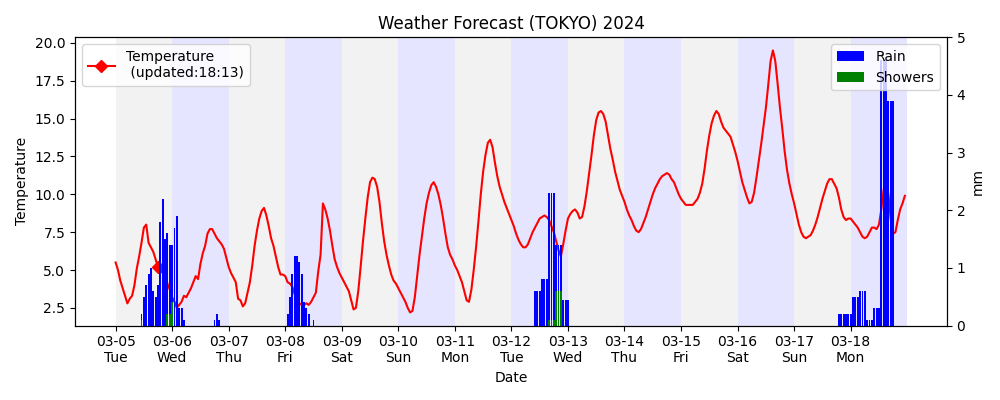 Weather Forecast (TOKYO) 2024
Temperature
(updated:18:13)
Rain
Showers
Temperature
20.0
17.5
15.0
12.5
10.0
7.5
5.0
2.5
5
4
3
2
1
0
mm
03-05 03-06 03-07 03-08 03-09 03-10 03-11 03-12 03-13 03-14 03-15 03-16 03-17 03-18
Tue Wed Thu Fri Sat Sun Mon Tue Wed Thu Fri Sat Sun Mon
Date